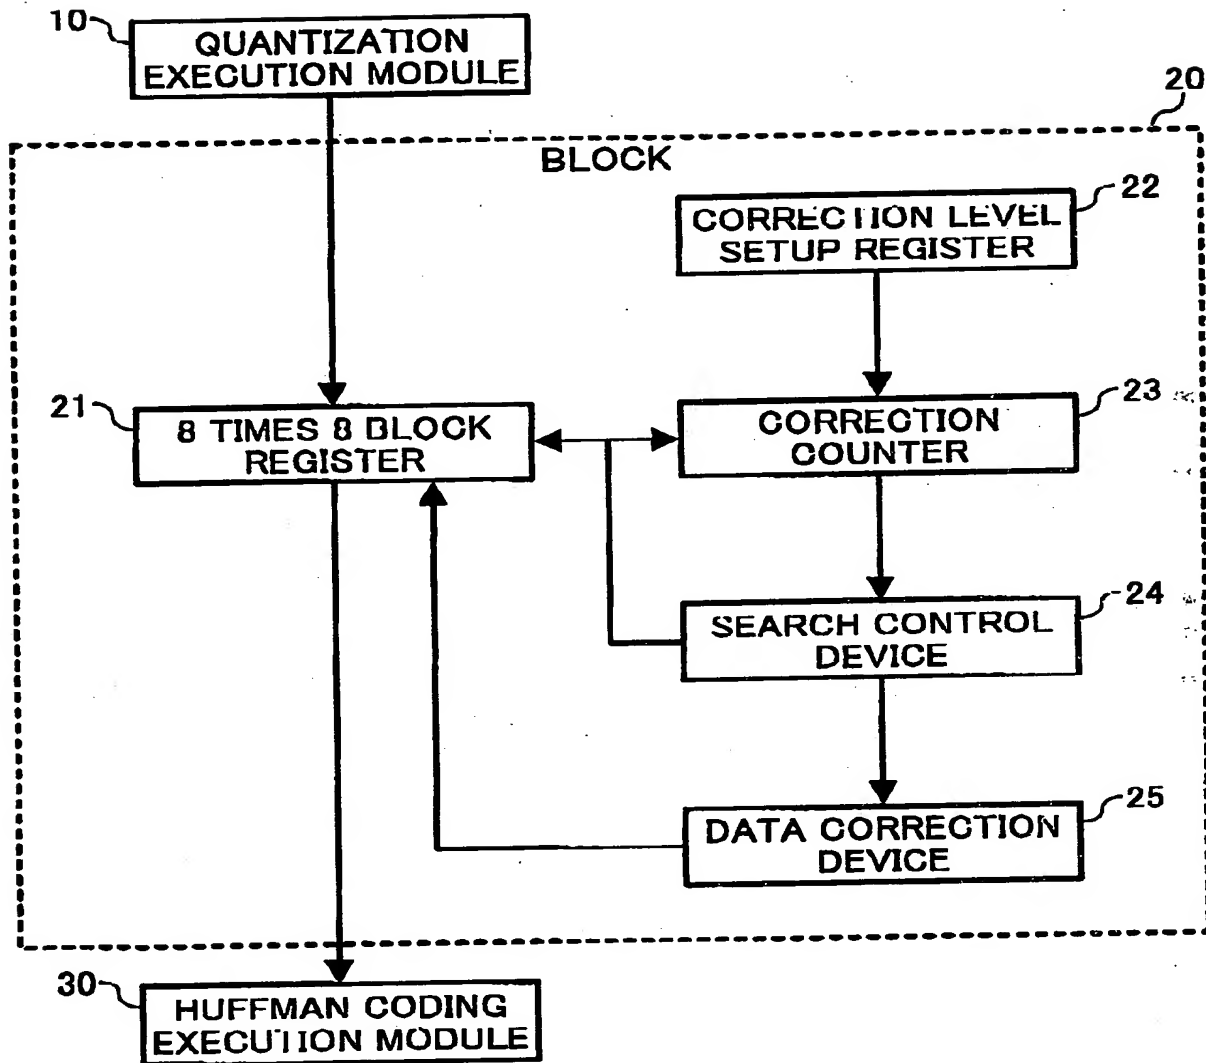 10
QUANTIZATION
EXECUTION MODULE
20
BLOCK
22
CORRECTION LEVEL
SETUP REGISTER
21
8 TIMES 8 BLOCK
REGISTER
23
CORRECTION
COUNTER
24
SEARCH CONTROL
DEVICE
25
DATA CORRECTION
DEVICE
30
HUFFMAN CODING
EXECUTION MODULE